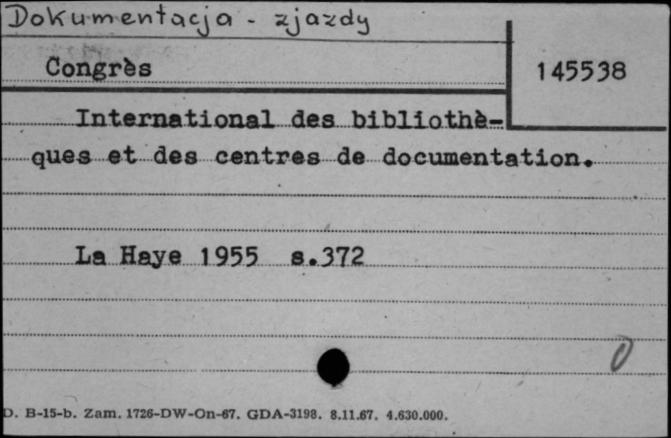 Dokumentacja - zjazdy
Congrès
145538
International des bibliothè-
ques et des centres de documentation.
La Haye 1955 s.372
0
D. B-15-b. Zam. 1726-DW-On-67. GDA-3198. 8.11.67. 4.630.000.